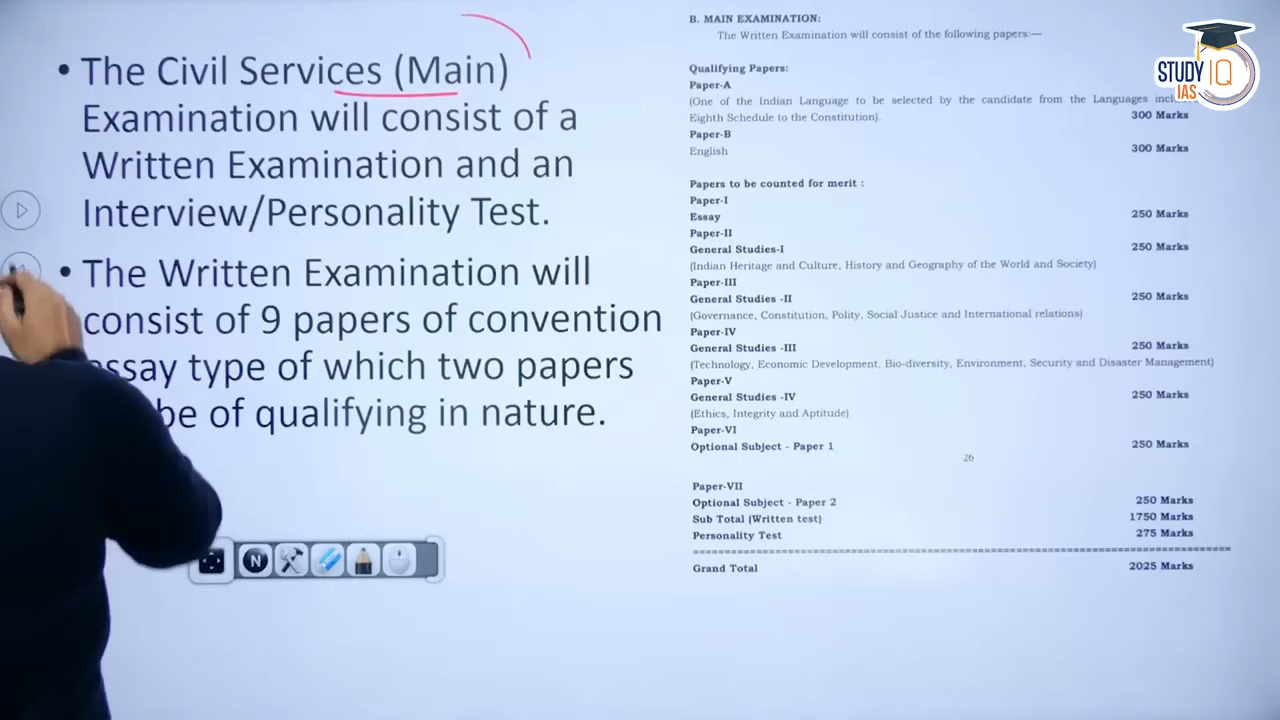 • The Civil Services (Main)
Examination will consist of a
Written Examination and an
Interview/Personality Test.
• The Written Examination will
consist of 9 papers of convention
essay type of which two papers
be of qualifying in nature.
B. MAIN EXAMINATION:
The Written Examination will consist of the following papers:—
Qualifying Papers:
Paper-A
(One of the Indian Language to be selected by the candidate from the Languages
Eighth Schedule to the Constitution). 300 Marks
Paper-B
English 300 Marks
Papers to be counted for merit :
Paper-I
Essay 250 Marks
Paper-II
General Studies-I 250 Marks
(Indian Heritage and Culture, History and Geography of the World and Society)
Paper-III
General Studies -II 250 Marks
(Governance, Constitution, Polity, Social Justice and International relations)
Paper-IV
General Studies -III 250 Marks
(Technology, Economic Development, Bio-diversity, Environment, Security and Disaster Management)
Paper-V
General Studies -IV 250 Marks
(Ethics, Integrity and Aptitude)
Paper-VI
Optional Subject - Paper 1 250 Marks
26
Paper-VII
Optional Subject - Paper 2 250 Marks
Sub Total (Written test) 1750 Marks
Personality Test 275 Marks
Grand Total 2025 Marks
STUDY IQ
IAS
N